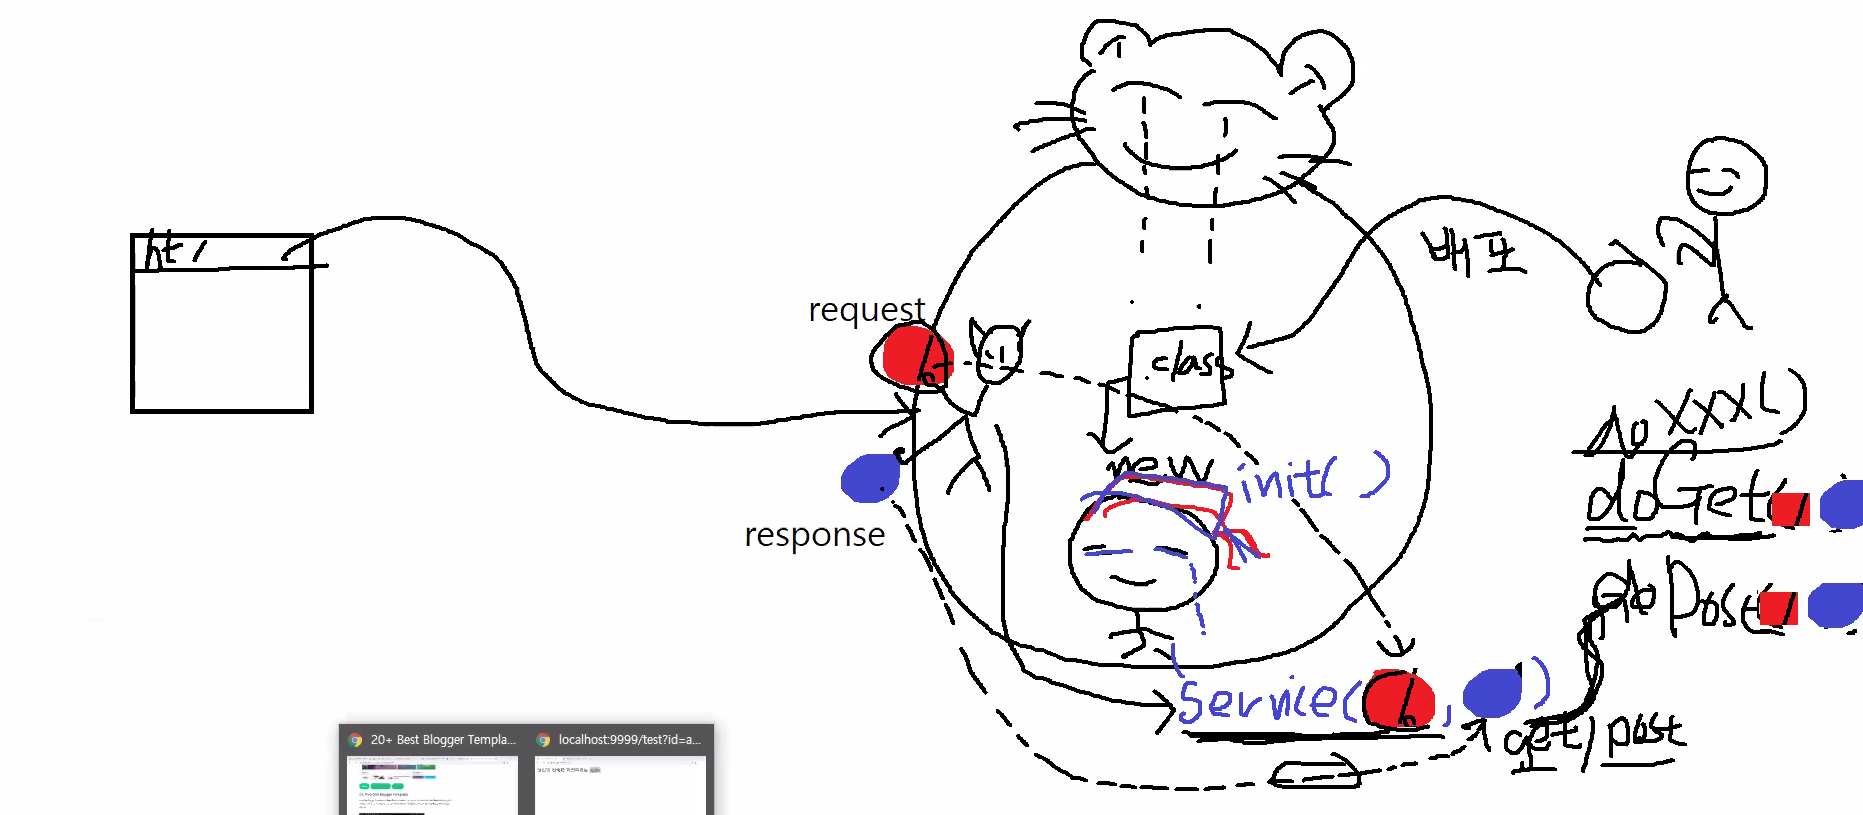 ht /
request
response
배포
.class
new
init( )
service( , )
get/post
doXXX( )
doGet(
doPost(
20+ Best Blogger Templa...
localhost:9999/test?id=a...